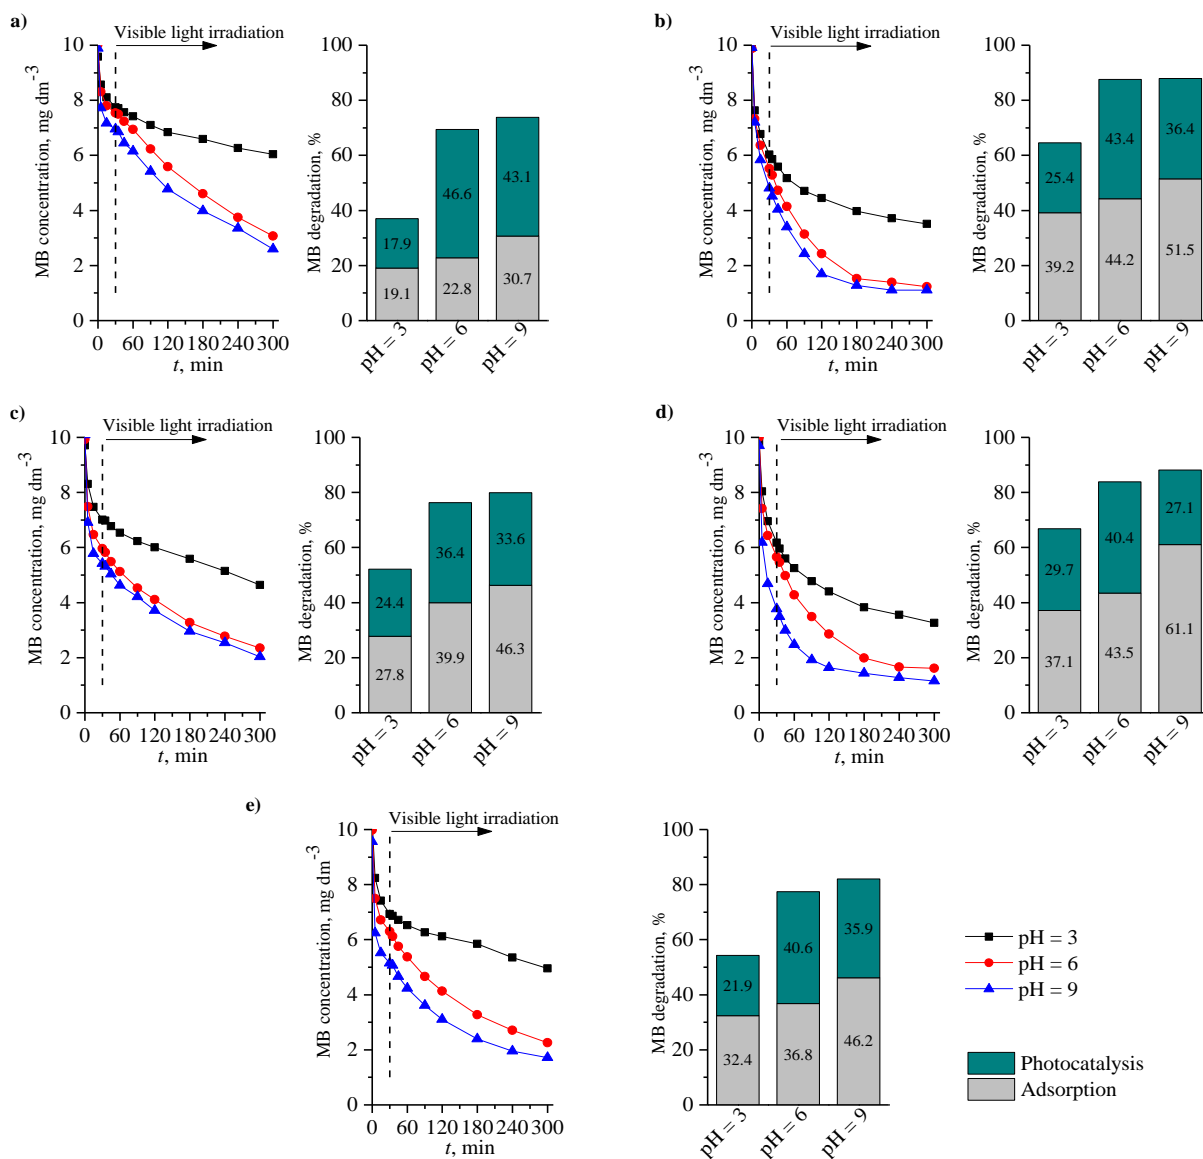 a)
Visible light irradiation
MB concentration, mg dm-3
10
8
6
4
2
0
0 60 120 180 240 300
t, min
MB degradation, %
100
80
60
40
20
0
17.9
19.1
46.6
22.8
43.1
30.7
pH = 3
pH = 6
pH = 9
b)
Visible light irradiation
MB concentration, mg dm-3
10
8
6
4
2
0
0 60 120 180 240 300
t, min
MB degradation, %
100
80
60
40
20
0
25.4
39.2
43.4
44.2
36.4
51.5
pH = 3
pH = 6
pH = 9
c)
Visible light irradiation
MB concentration, mg dm-3
10
8
6
4
2
0
0 60 120 180 240 300
t, min
MB degradation, %
100
80
60
40
20
0
24.4
27.8
36.4
39.9
33.6
46.3
pH = 3
pH = 6
pH = 9
d)
Visible light irradiation
MB concentration, mg dm-3
10
8
6
4
2
0
0 60 120 180 240 300
t, min
MB degradation, %
100
80
60
40
20
0
29.7
37.1
40.4
43.5
27.1
61.1
pH = 3
pH = 6
pH = 9
e)
Visible light irradiation
MB concentration, mg dm-3
10
8
6
4
2
0
0 60 120 180 240 300
t, min
MB degradation, %
100
80
60
40
20
0
21.9
32.4
40.6
36.8
35.9
46.2
pH = 3
pH = 6
pH = 9
pH = 3
pH = 6
pH = 9
Photocatalysis
Adsorption